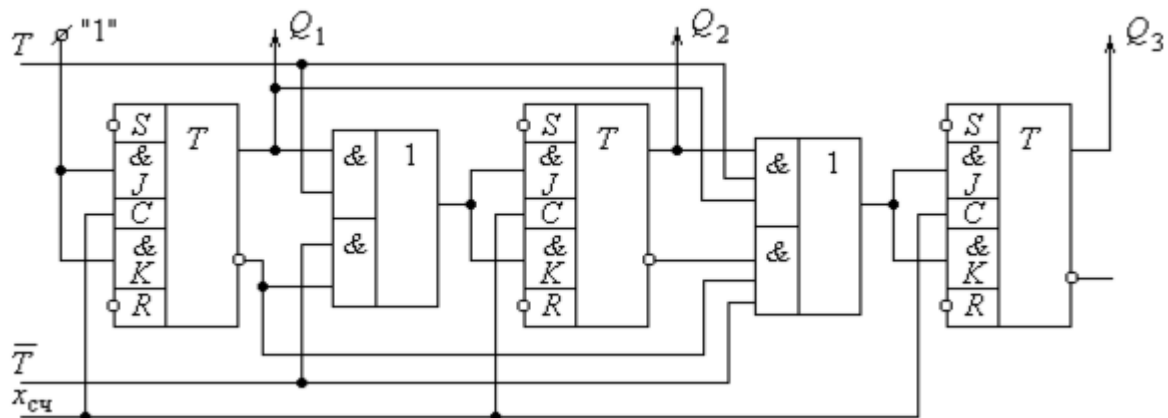 T "1" Q₁ Q₂ Q₃
S T S T S
& & 1 & & 1 & T
J J J
C C C
& & & & &
K K K
R R R
T̅
xсч